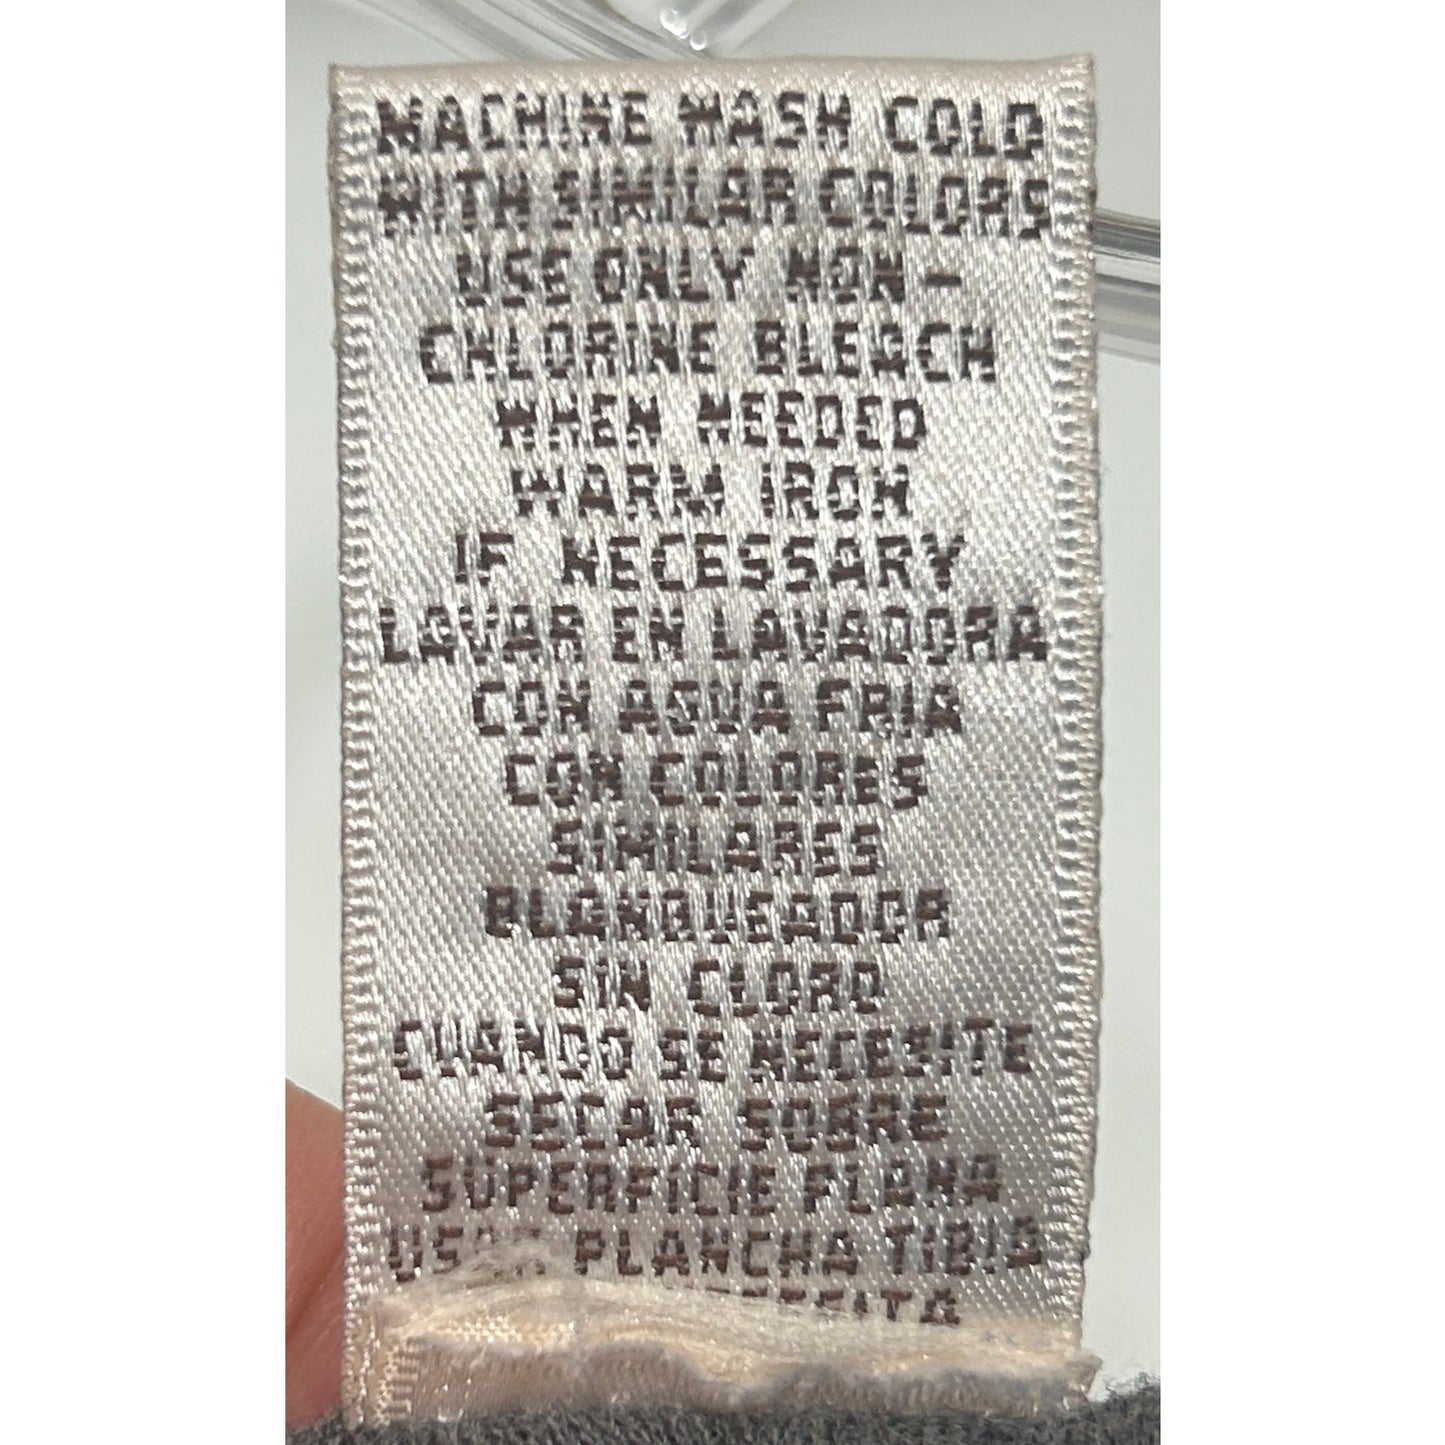 MACHINE WASH COLD
WITH SIMILAR COLORS
USE ONLY NON-
CHLORINE BLEACH
WHEN NEEDED
WARM IRON
IF NECESSARY
LAVAR EN LAVADORA
CON AGUA FRIA
CON COLORES
SIMILARES
BLANQUEADOR
SIN CLORO
CUANDO SE NECESITE
SECAR SOBRE
SUPERFICIE PLANA
USAR PLANCHA TIBIA